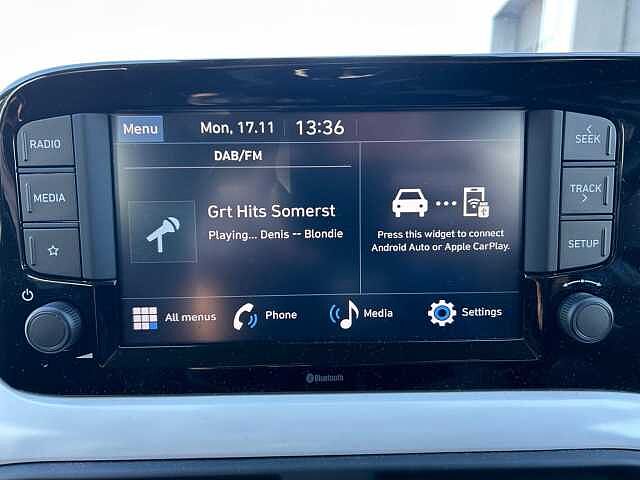 Menu Mon, 17.11 13:36
RADIO
MEDIA
DAB/FM
Grt Hits Somerst
Playing... Denis -- Blondie
Press this widget to connect
Android Auto or Apple CarPlay.
SEEK
TRACK
SETUP
All menus Phone Media Settings
Bluetooth